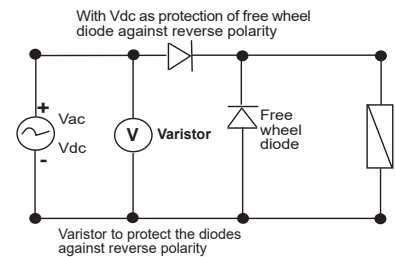 With Vdc as protection of free wheel
diode against reverse polarity
+
Vac
Vdc
-
V
Varistor
Free
wheel
diode
Varistor to protect the diodes
against reverse polarity